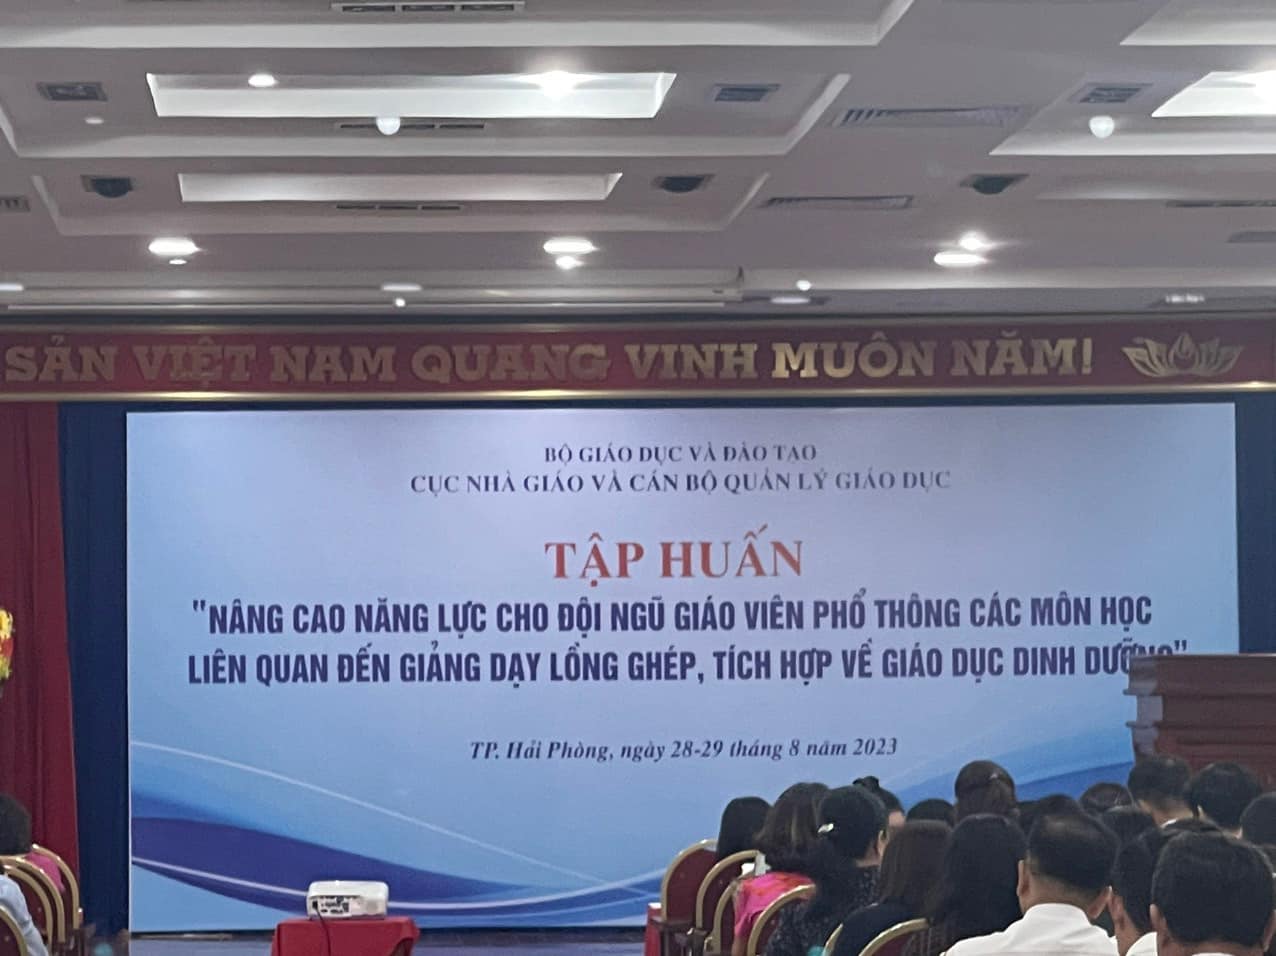 SẢN VIỆT NAM QUANG VINH MUÔN NĂM!
BỘ GIÁO DỤC VÀ ĐÀO TẠO
CỤC NHÀ GIÁO VÀ CÁN BỘ QUẢN LÝ GIÁO DỤC
TẬP HUẤN
"NÂNG CAO NĂNG LỰC CHO ĐỘI NGŨ GIÁO VIÊN PHỔ THÔNG CÁC MÔN HỌC
LIÊN QUAN ĐẾN GIẢNG DẠY LỒNG GHÉP, TÍCH HỢP VỀ GIÁO DỤC DINH DƯỠNG"
TP. Hải Phòng, ngày 28-29 tháng 8 năm 2023